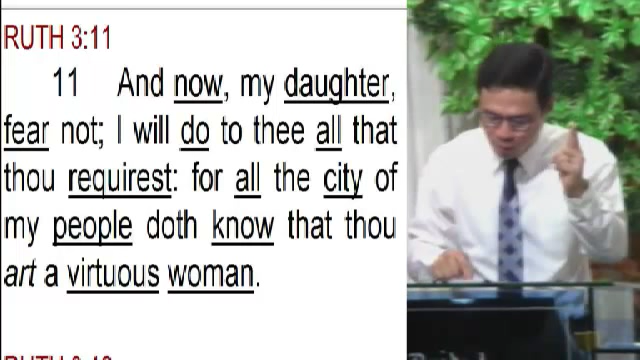 RUTH 3:11
11 And now, my daughter,
fear not; I will do to thee all that
thou requirest: for all the city of
my people doth know that thou
art a virtuous woman.